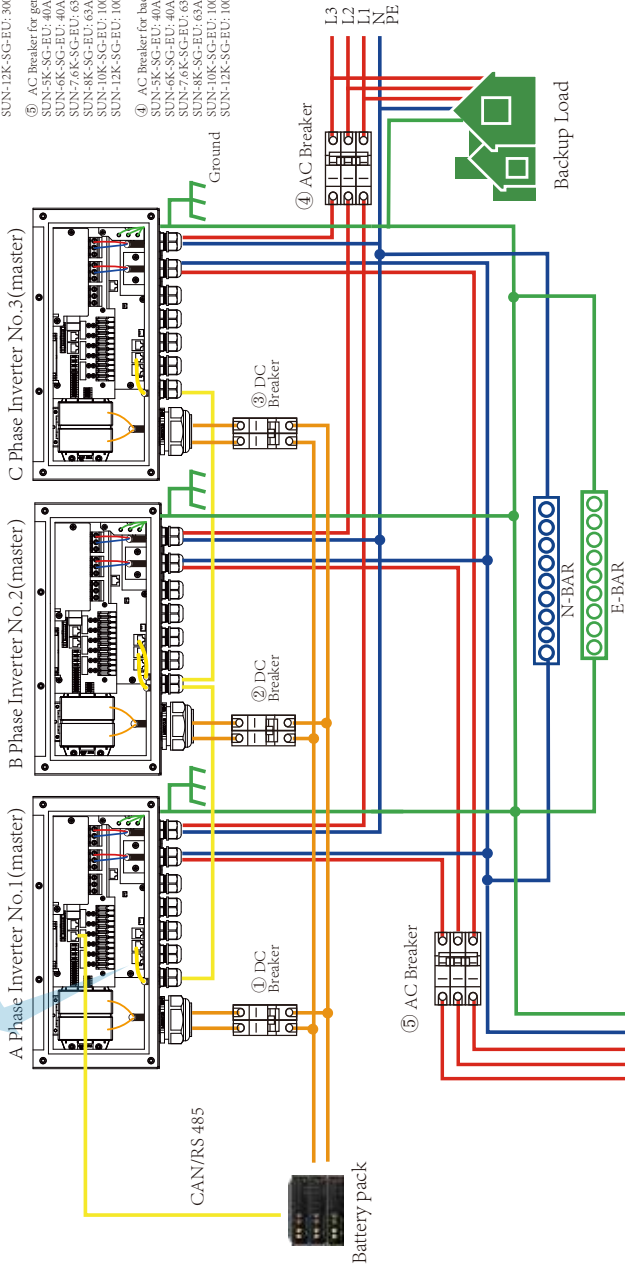 A Phase Inverter No.1(master)
B Phase Inverter No.2(master)
C Phase Inverter No.3(master)
SUN-12K-SG-EU: 300
⑤ AC Breaker for gen
SUN-5K-SG-EU: 40A
SUN-6K-SG-EU: 40A
SUN-7.6K-SG-EU: 63
SUN-8K-SG-EU: 63A
SUN-10K-SG-EU: 100
SUN-12K-SG-EU: 100
④ AC Breaker for bac
SUN-5K-SG-EU: 40A
SUN-6K-SG-EU: 40A
SUN-7.6K-SG-EU: 63
SUN-8K-SG-EU: 63A
SUN-10K-SG-EU: 100
SUN-12K-SG-EU: 100
CAN/RS 485
Ground
① DC
Breaker
② DC
Breaker
③ DC
Breaker
④ AC Breaker
L3
L2
L1
N
PE
Battery pack
⑤ AC Breaker
Backup Load
N-BAR
E-BAR